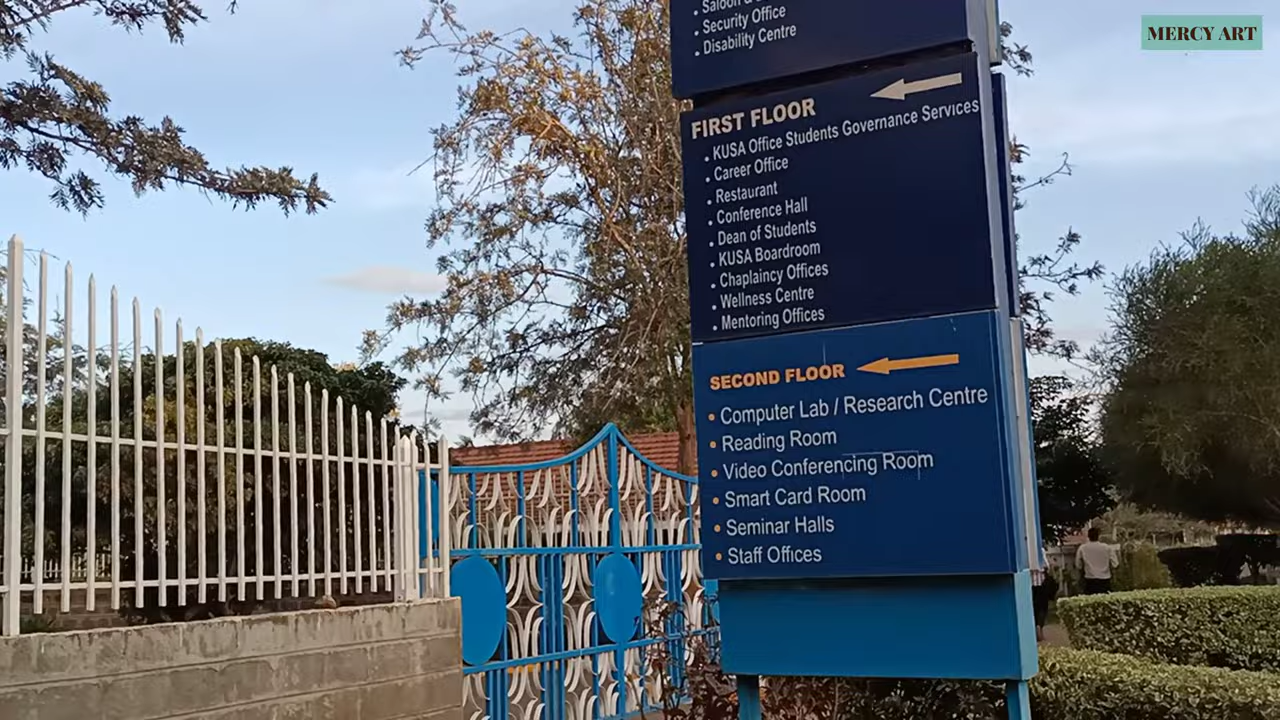 MERCY ART
• Saloon &
• Security Office
• Disability Centre
FIRST FLOOR
• KUSA Office Students Governance Services
• Career Office
• Restaurant
• Conference Hall
• Dean of Students
• KUSA Boardroom
• Chaplaincy Offices
• Wellness Centre
• Mentoring Offices
SECOND FLOOR
• Computer Lab / Research Centre
• Reading Room
• Video Conferencing Room
• Smart Card Room
• Seminar Halls
• Staff Offices